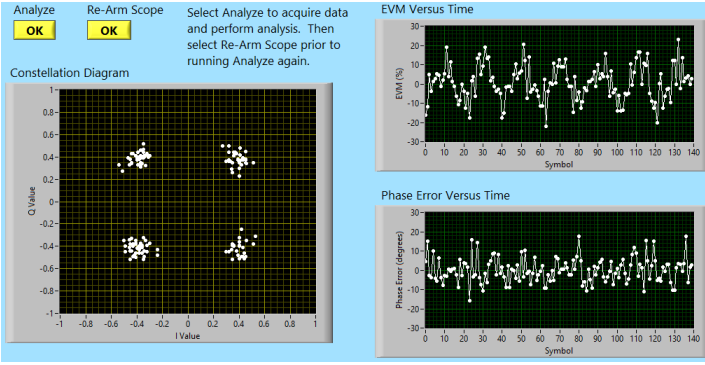 Analyze
OK
Re-Arm Scope
OK
Select Analyze to acquire data
and perform analysis. Then
select Re-Arm Scope prior to
running Analyze again.
Constellation Diagram
Q Value
1
0.8
0.6
0.4
0.2
0
-0.2
-0.4
-0.6
-0.8
-1
-1 -0.8 -0.6 -0.4 -0.2 0 0.2 0.4 0.6 0.8 1
I Value
EVM Versus Time
EVM (%)
30
20
10
0
-10
-20
-30
0 10 20 30 40 50 60 70 80 90 100 110 120 130 140
Symbol
Phase Error Versus Time
Phase Error (degrees)
30
20
10
0
-10
-20
-30
0 10 20 30 40 50 60 70 80 90 100 110 120 130 140
Symbol